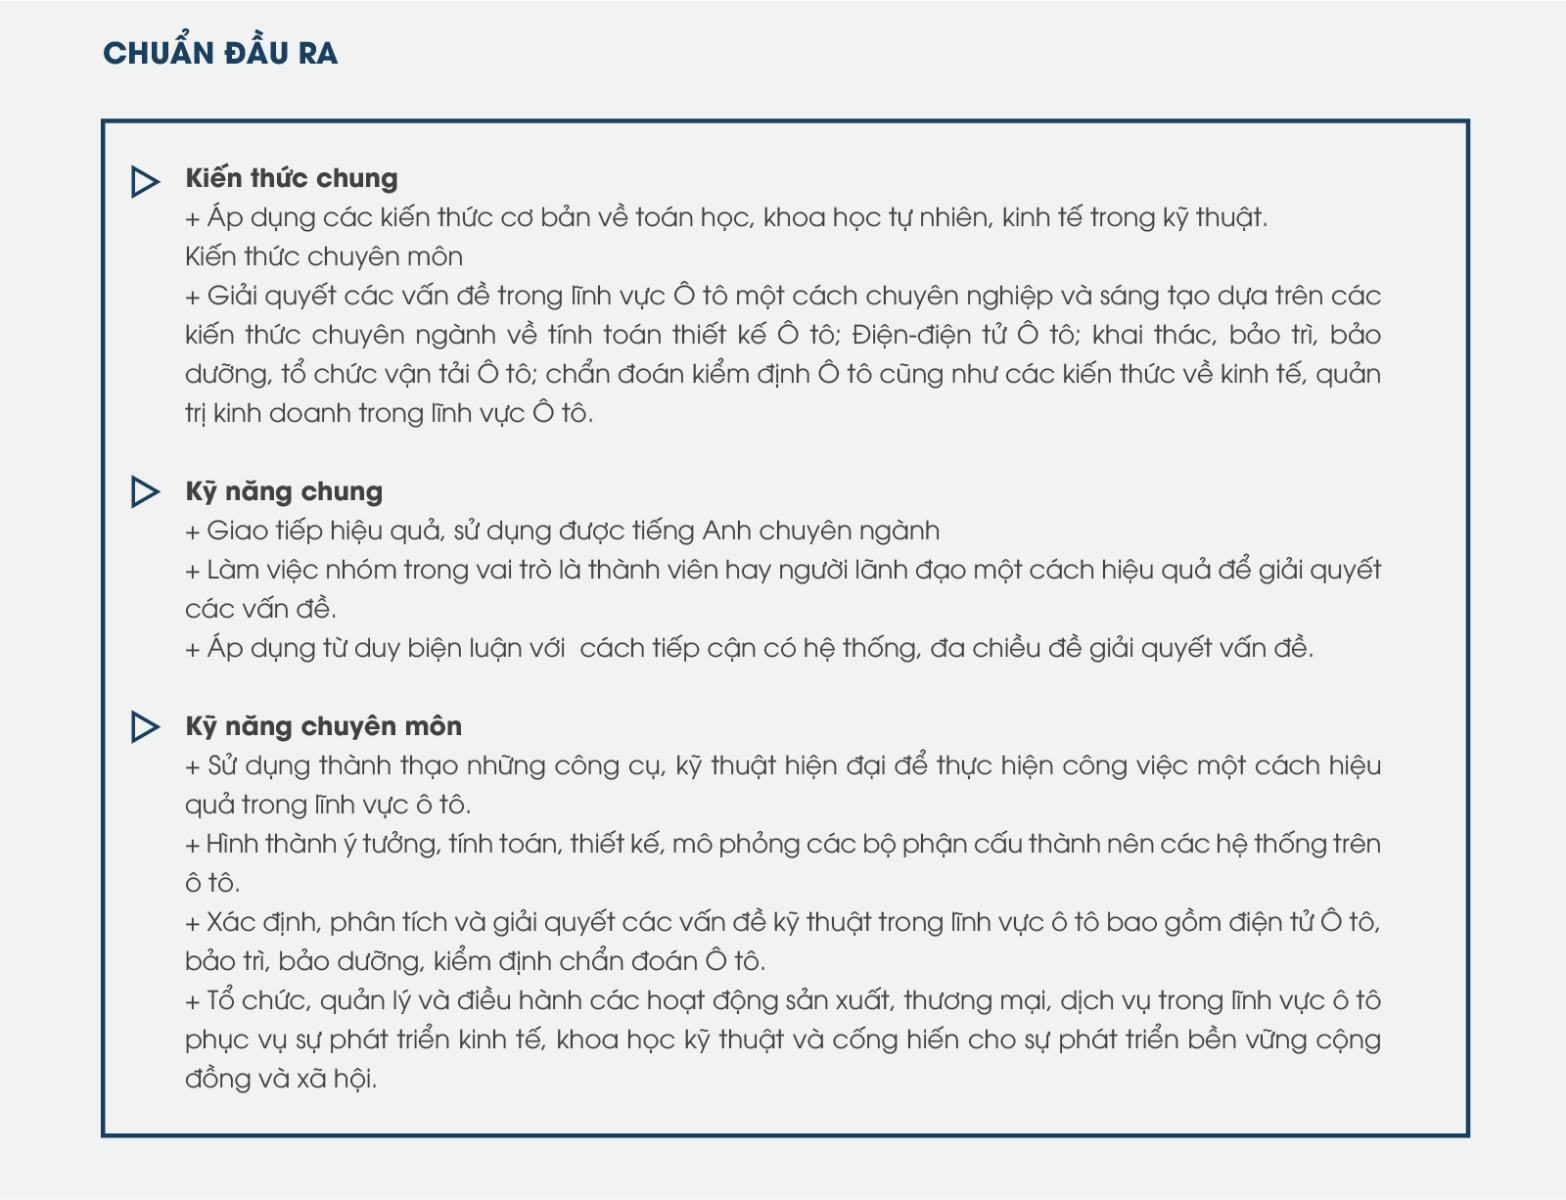 CHUẨN ĐẦU RA
Kiến thức chung
+ Áp dụng các kiến thức cơ bản về toán học, khoa học tự nhiên, kinh tế trong kỹ thuật.
Kiến thức chuyên môn
+ Giải quyết các vấn đề trong lĩnh vực Ô tô một cách chuyên nghiệp và sáng tạo dựa trên các
kiến thức chuyên ngành về tính toán thiết kế Ô tô; Điện-điện tử Ô tô; khai thác, bảo trì, bảo
dưỡng, tổ chức vận tải Ô tô; chẩn đoán kiểm định Ô tô cũng như các kiến thức về kinh tế, quản
trị kinh doanh trong lĩnh vực Ô tô.
Kỹ năng chung
+ Giao tiếp hiệu quả, sử dụng được tiếng Anh chuyên ngành
+ Làm việc nhóm trong vai trò là thành viên hay người lãnh đạo một cách hiệu quả để giải quyết
các vấn đề.
+ Áp dụng từ duy biện luận với  cách tiếp cận có hệ thống, đa chiều đề giải quyết vấn đề.
Kỹ năng chuyên môn
+ Sử dụng thành thạo những công cụ, kỹ thuật hiện đại để thực hiện công việc một cách hiệu
quả trong lĩnh vực ô tô.
+ Hình thành ý tưởng, tính toán, thiết kế, mô phỏng các bộ phận cấu thành nên các hệ thống trên
ô tô.
+ Xác định, phân tích và giải quyết các vấn đề kỹ thuật trong lĩnh vực ô tô bao gồm điện tử Ô tô,
bảo trì, bảo dưỡng, kiểm định chẩn đoán Ô tô.
+ Tổ chức, quản lý và điều hành các hoạt động sản xuất, thương mại, dịch vụ trong lĩnh vực ô tô
phục vụ sự phát triển kinh tế, khoa học kỹ thuật và cống hiến cho sự phát triển bền vững cộng
đồng và xã hội.